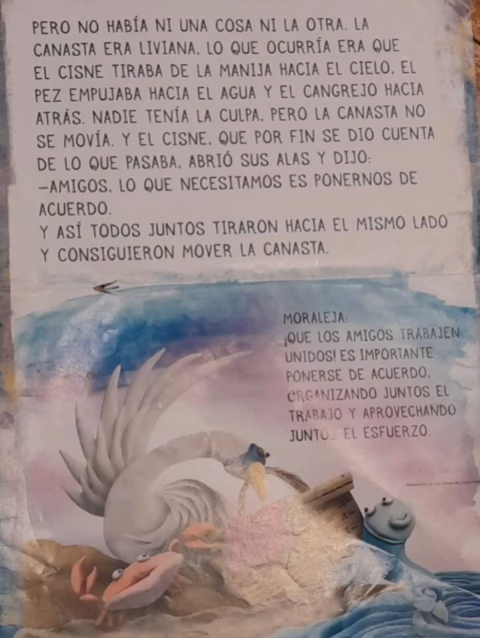 PERO NO HABÍA NI UNA COSA NI LA OTRA. LA
CANASTA ERA LIVIANA. LO QUE OCURRÍA ERA QUE
EL CISNE TIRABA DE LA MANIJA HACIA EL CIELO, EL
PEZ EMPUJABA HACIA EL AGUA Y EL CANGREJO HACIA
ATRÁS. NADIE TENÍA LA CULPA, PERO LA CANASTA NO
SE MOVÍA. Y EL CISNE, QUE POR FIN SE DIO CUENTA
DE LO QUE PASABA, ABRIÓ SUS ALAS Y DIJO:
—AMIGOS, LO QUE NECESITAMOS ES PONERNOS DE
ACUERDO.
Y ASÍ TODOS JUNTOS TIRARON HACIA EL MISMO LADO
Y CONSIGUIERON MOVER LA CANASTA.
MORALEJA:
¡QUE LOS AMIGOS TRABAJEN
UNIDOS! ES IMPORTANTE
PONERSE DE ACUERDO,
ORGANIZANDO JUNTOS EL
TRABAJO Y APROVECHANDO
JUNTOS EL ESFUERZO.